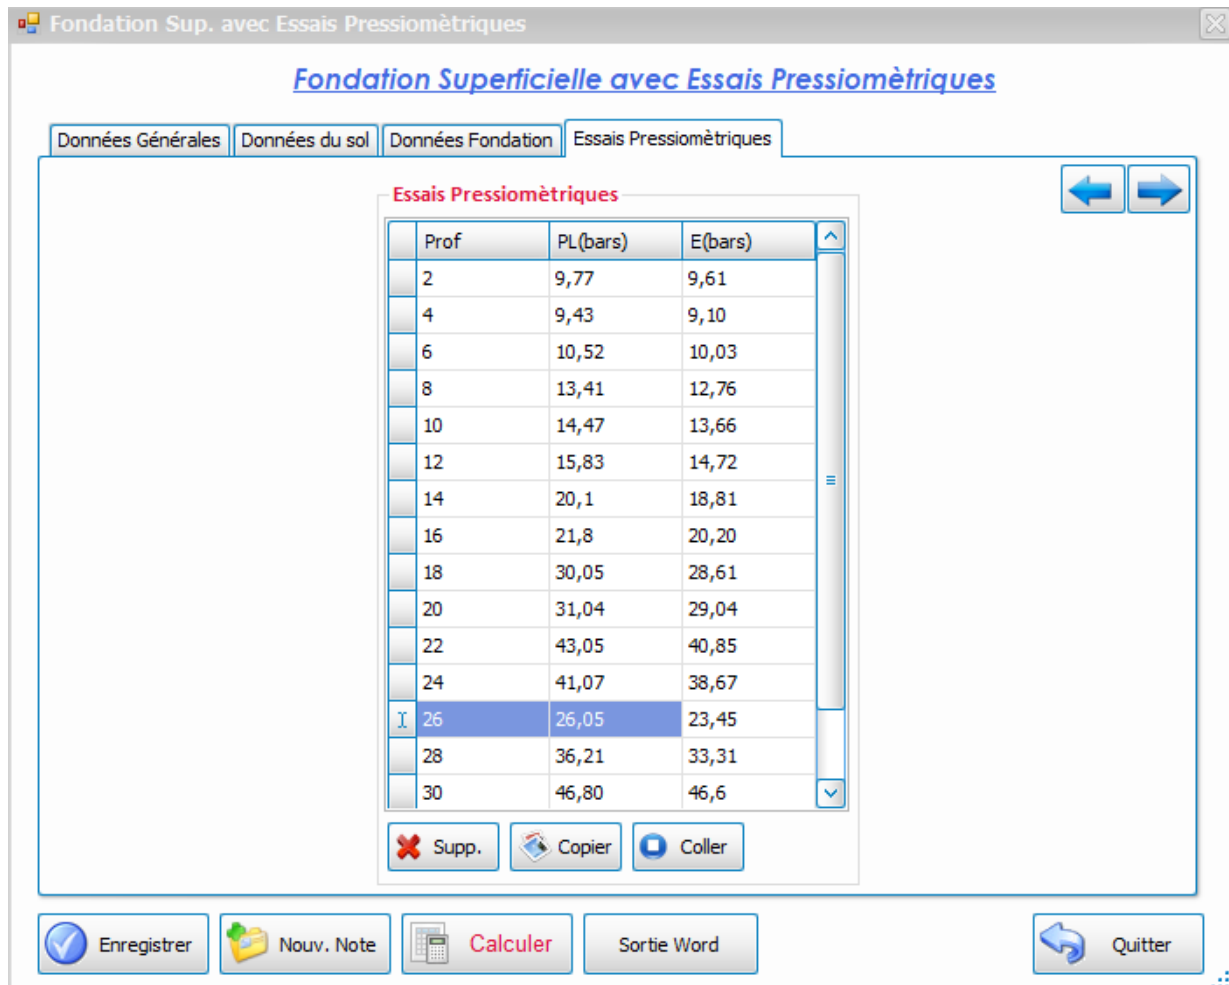 Fondation Sup. avec Essais Pressiomètriques
Fondation Superficielle avec Essais Pressiomètriques
Données Générales Données du sol Données Fondation Essais Pressiomètriques
Essais Pressiomètriques
Prof PL(bars) E(bars)
2 9,77 9,61
4 9,43 9,10
6 10,52 10,03
8 13,41 12,76
10 14,47 13,66
12 15,83 14,72
14 20,1 18,81
16 21,8 20,20
18 30,05 28,61
20 31,04 29,04
22 43,05 40,85
24 41,07 38,67
26 26,05 23,45
28 36,21 33,31
30 46,80 46,6
Supp. Copier Coller
Enregistrer Nouv. Note Calculer Sortie Word Quitter